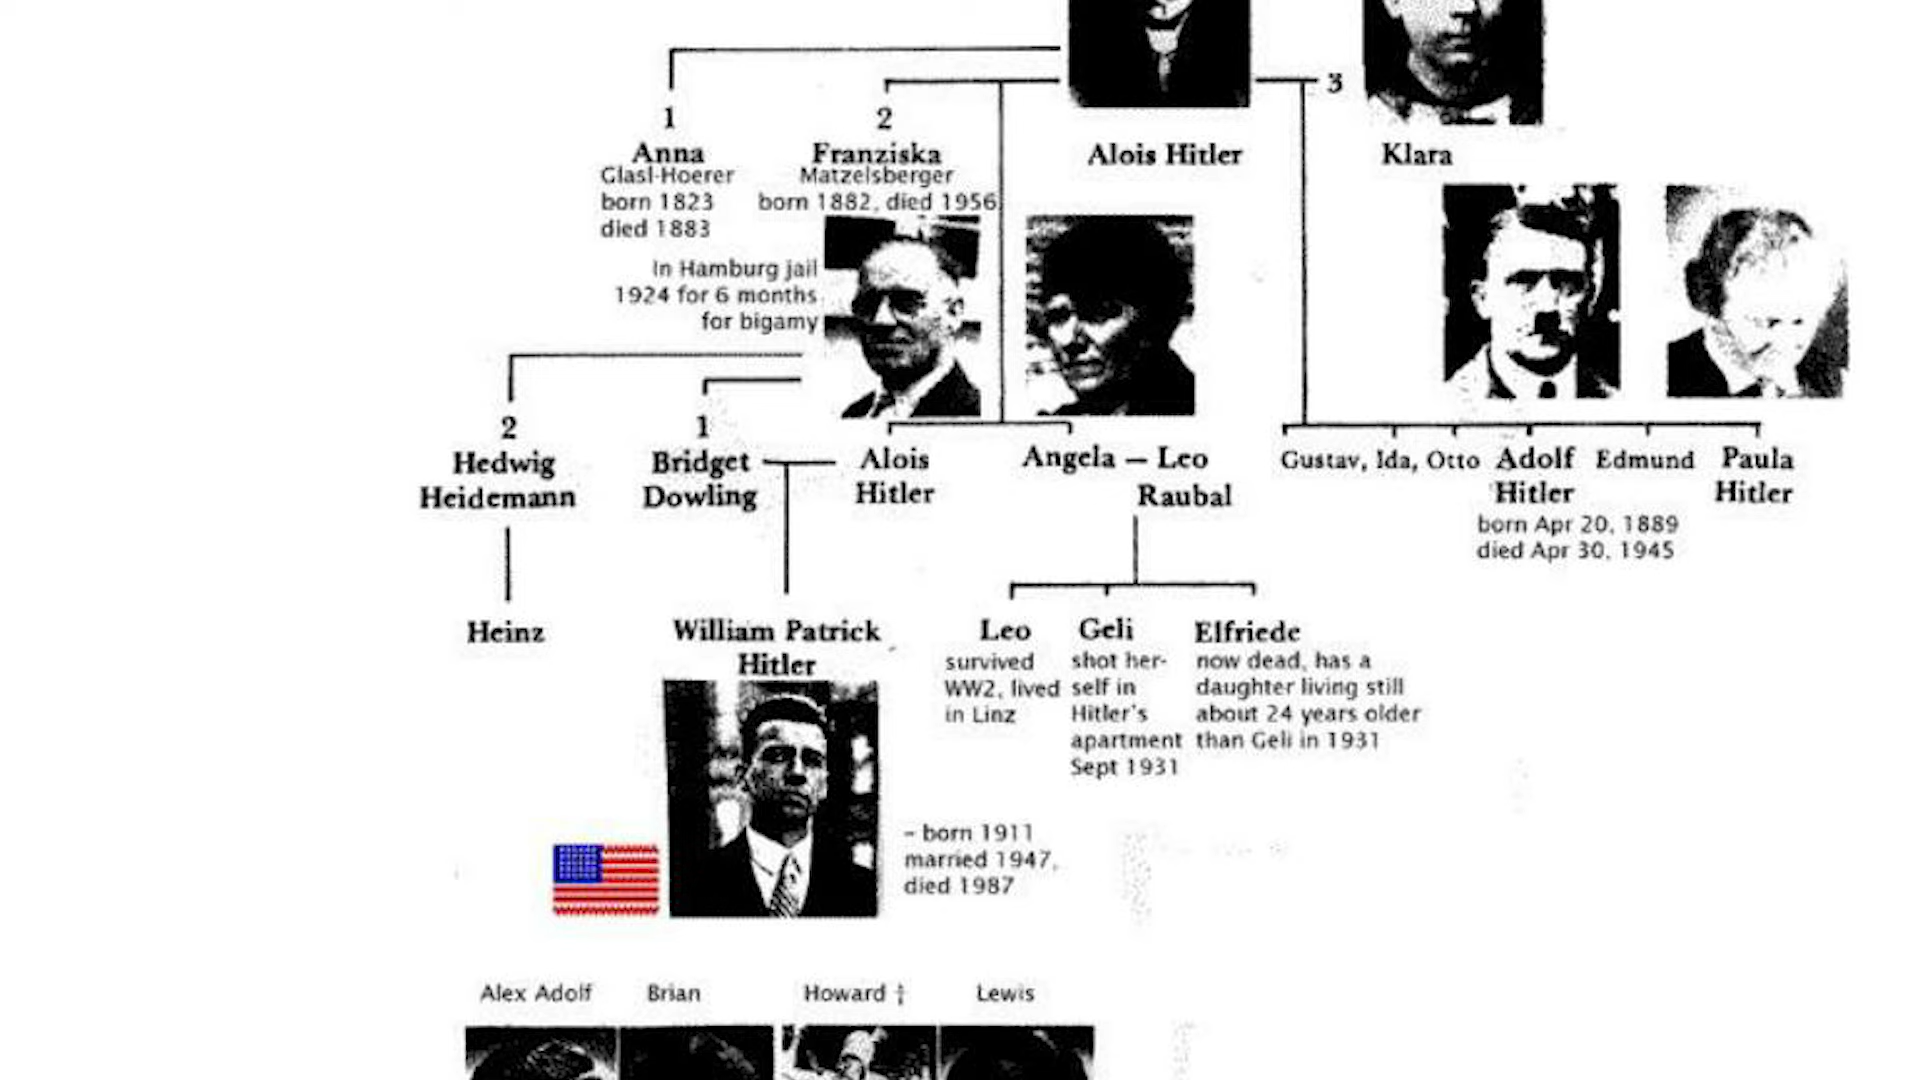 3
1
2
Anna
Franziska
Alois Hitler
Klara
Glasl-Hoerer
Matzelsberger
born 1823
born 1882, died 1956
died 1883
In Hamburg jail
1924 for 6 months
for bigamy
2
1
Hedwig
Heidemann
Bridget
Dowling
Alois
Hitler
Angela – Leo
Raubal
Gustav, Ida, Otto
Adolf
Hitler
Edmund
Paula
Hitler
born Apr 20, 1889
died Apr 30, 1945
Heinz
William Patrick
Hitler
Leo
survived
WW2, lived
in Linz
Geli
shot her-
self in
Hitler's
apartment
Sept 1931
Elfriede
now dead, has a
daughter living still
about 24 years older
than Geli in 1931
– born 1911
married 1947,
died 1987
Alex Adolf
Brian
Howard ‡
Lewis